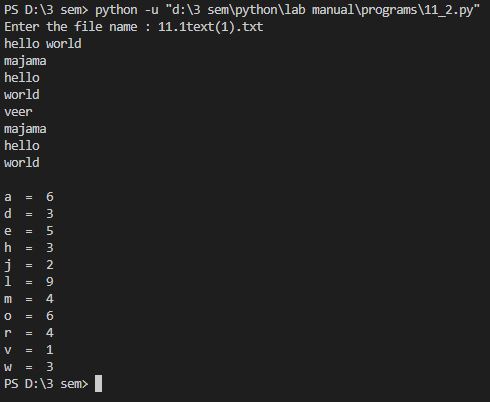 PS D:\3 sem> python -u "d:\3 sem\python\lab manual\programs\11_2.py"
Enter the file name : 11.1text(1).txt
hello world
majama
hello
world
veer
majama
hello
world

a  =  6
d  =  3
e  =  5
h  =  3
j  =  2
l  =  9
m  =  4
o  =  6
r  =  4
v  =  1
w  =  3
PS D:\3 sem>